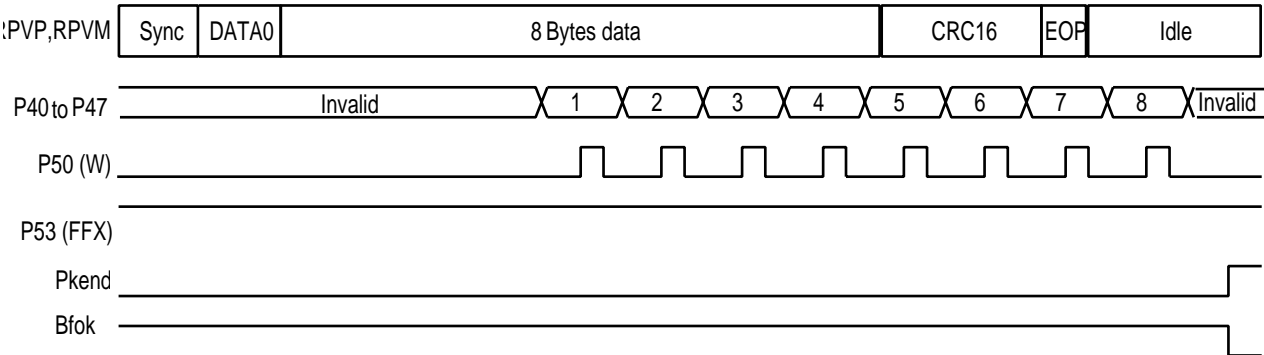 RPVP,RPVM Sync DATA0 8 Bytes data CRC16 EOP Idle
P40 to P47 Invalid 1 2 3 4 5 6 7 8 Invalid
P50 (W)
P53 (FFX)
Pkend
Bfok